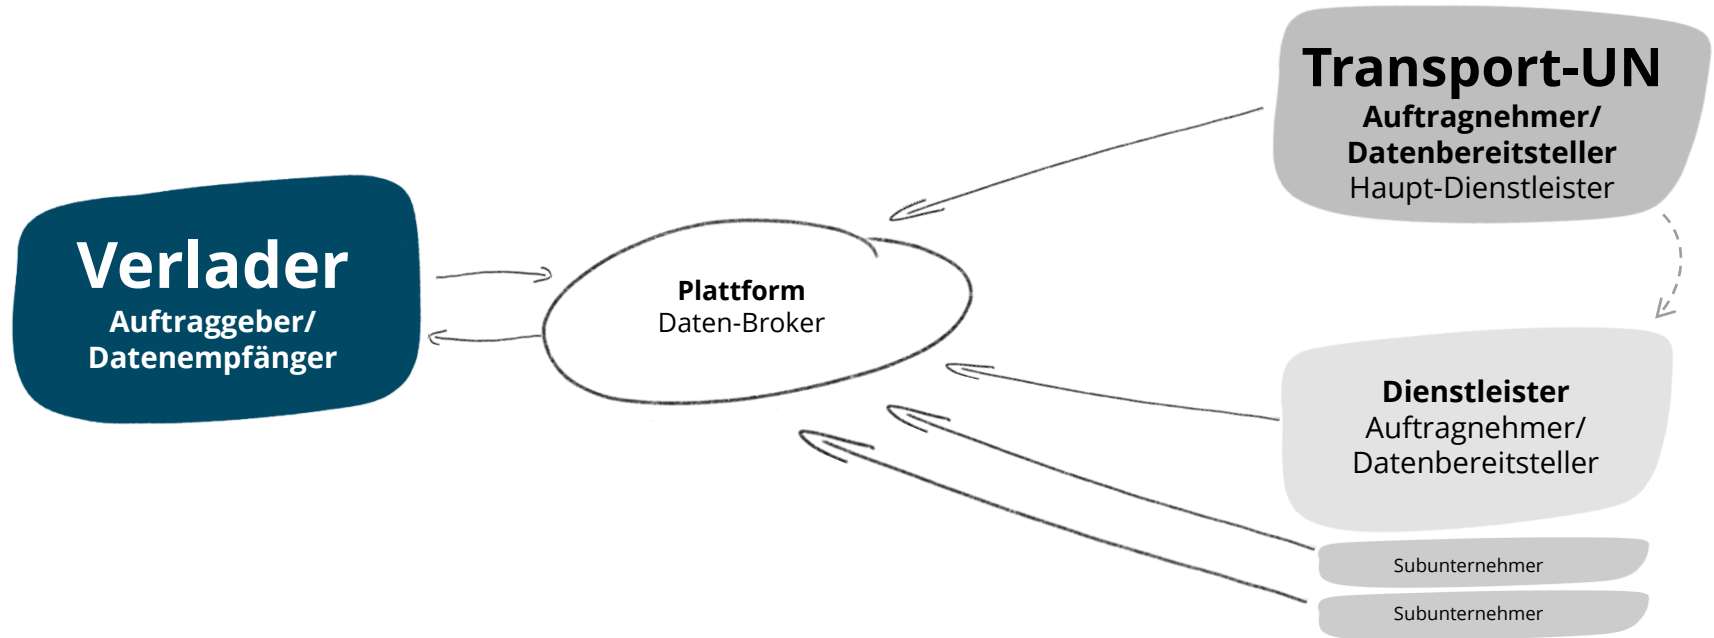 Verlader
Auftraggeber/
Datenempfänger
Plattform
Daten-Broker
Transport-UN
Auftragnehmer/
Datenbereitsteller
Haupt-Dienstleister
Dienstleister
Auftragnehmer/
Datenbereitsteller
Subunternehmer
Subunternehmer